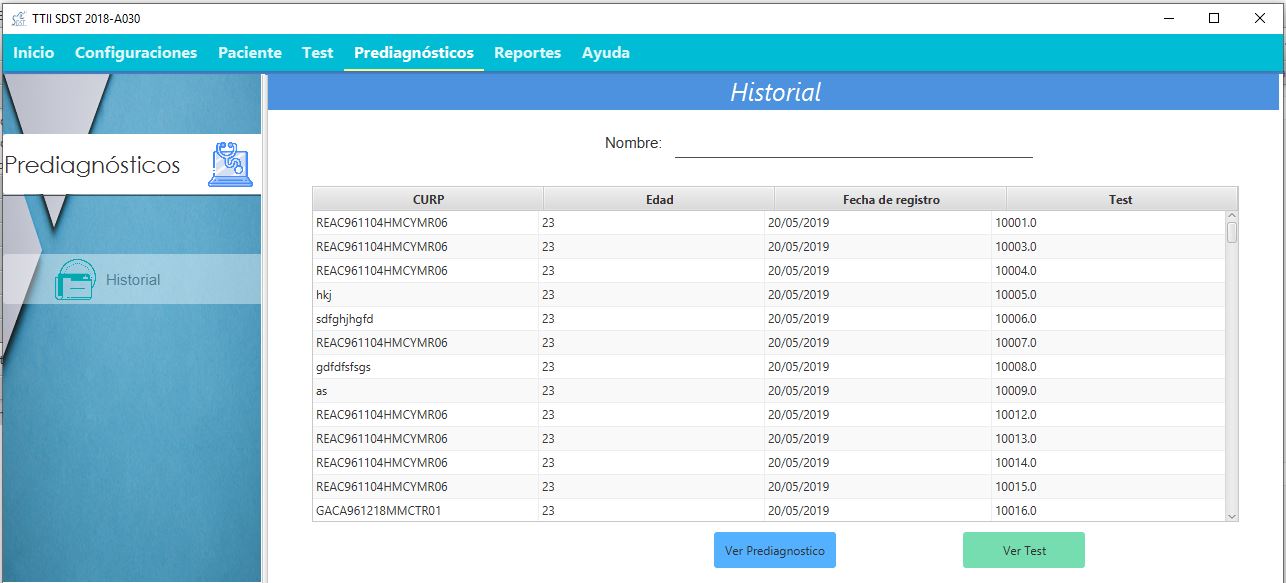 SDST TTII SDST 2018-A030
Inicio Configuraciones Paciente Test Prediagnósticos Reportes Ayuda
Historial
Prediagnósticos
Nombre:
Historial
CURP Edad Fecha de registro Test
REAC961104HMCYMR06 23 20/05/2019 10001.0
REAC961104HMCYMR06 23 20/05/2019 10003.0
REAC961104HMCYMR06 23 20/05/2019 10004.0
hkj 23 20/05/2019 10005.0
sdfghjhgfd 23 20/05/2019 10006.0
REAC961104HMCYMR06 23 20/05/2019 10007.0
gdfdfsfsgs 23 20/05/2019 10008.0
as 23 20/05/2019 10009.0
REAC961104HMCYMR06 23 20/05/2019 10012.0
REAC961104HMCYMR06 23 20/05/2019 10013.0
REAC961104HMCYMR06 23 20/05/2019 10014.0
REAC961104HMCYMR06 23 20/05/2019 10015.0
GACA961218MMCTR01 23 20/05/2019 10016.0
Ver Prediagnostico Ver Test